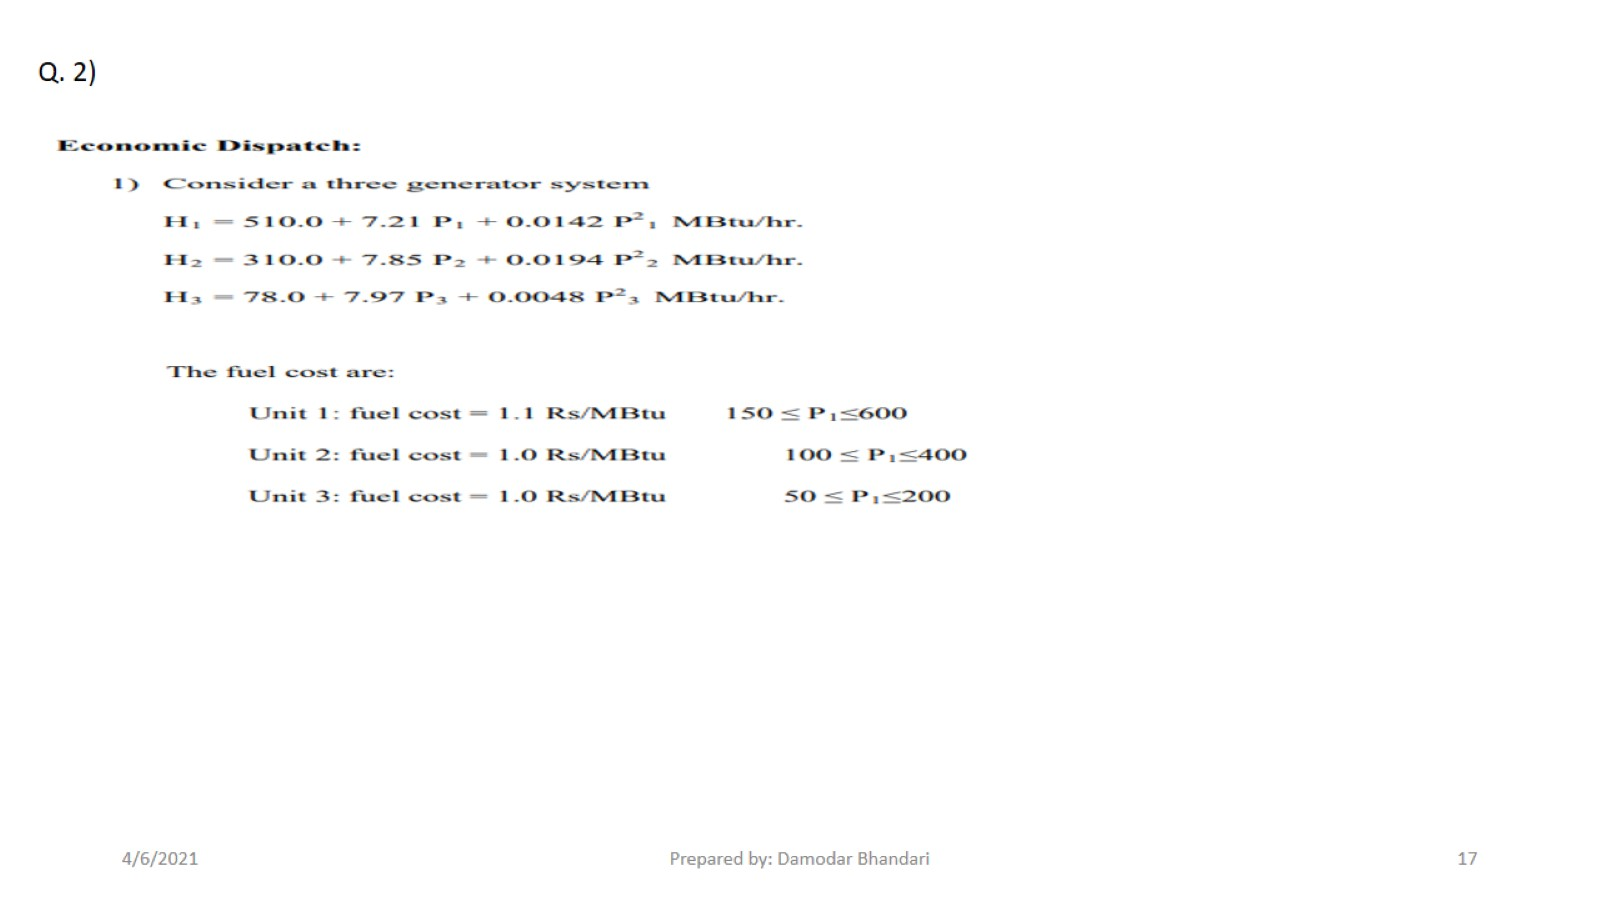 Q. 2)
Economic Dispatch:
1) Consider a three generator system
H₁ = 510.0 + 7.21 P₁ + 0.0142 P²₁ MBtu/hr.
H₂ = 310.0 + 7.85 P₂ + 0.0194 P²₂ MBtu/hr.
H₃ = 78.0 + 7.97 P₃ + 0.0048 P²₃ MBtu/hr.
The fuel cost are:
Unit 1: fuel cost = 1.1 Rs/MBtu 150 ≤ P₁≤600
Unit 2: fuel cost = 1.0 Rs/MBtu 100 ≤ P₁≤400
Unit 3: fuel cost = 1.0 Rs/MBtu 50 ≤ P₁≤200
4/6/2021 Prepared by: Damodar Bhandari 17